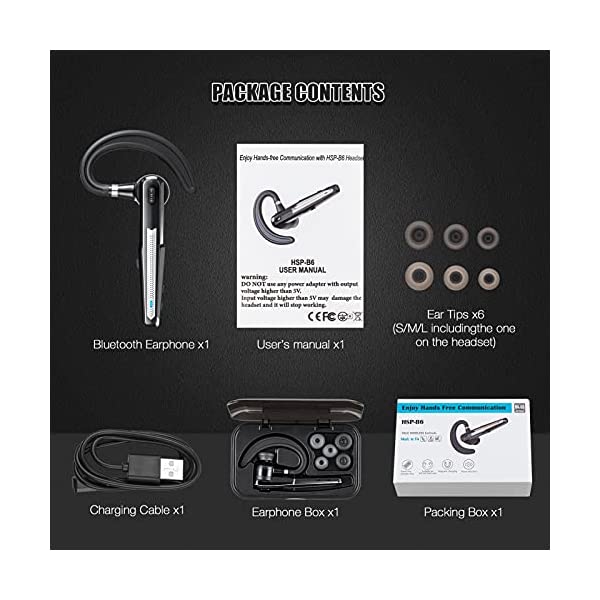 PACKAGE CONTENTS
Enjoy Hands-free Communication with HSP-B6 Headset
HSP-B6
USER MANUAL
warning:
DO NOT use any power adapter with output
voltage higher than 5V.
Input voltage higher than 5V may damage the
headset and it will stop working.
CE FC
Bluetooth Earphone x1
User's manual x1
Ear Tips x6
(S/M/L includingthe one
on the headset)
Enjoy Hands Free Communication
HSP-B6
Charging Cable x1
Earphone Box x1
Packing Box x1